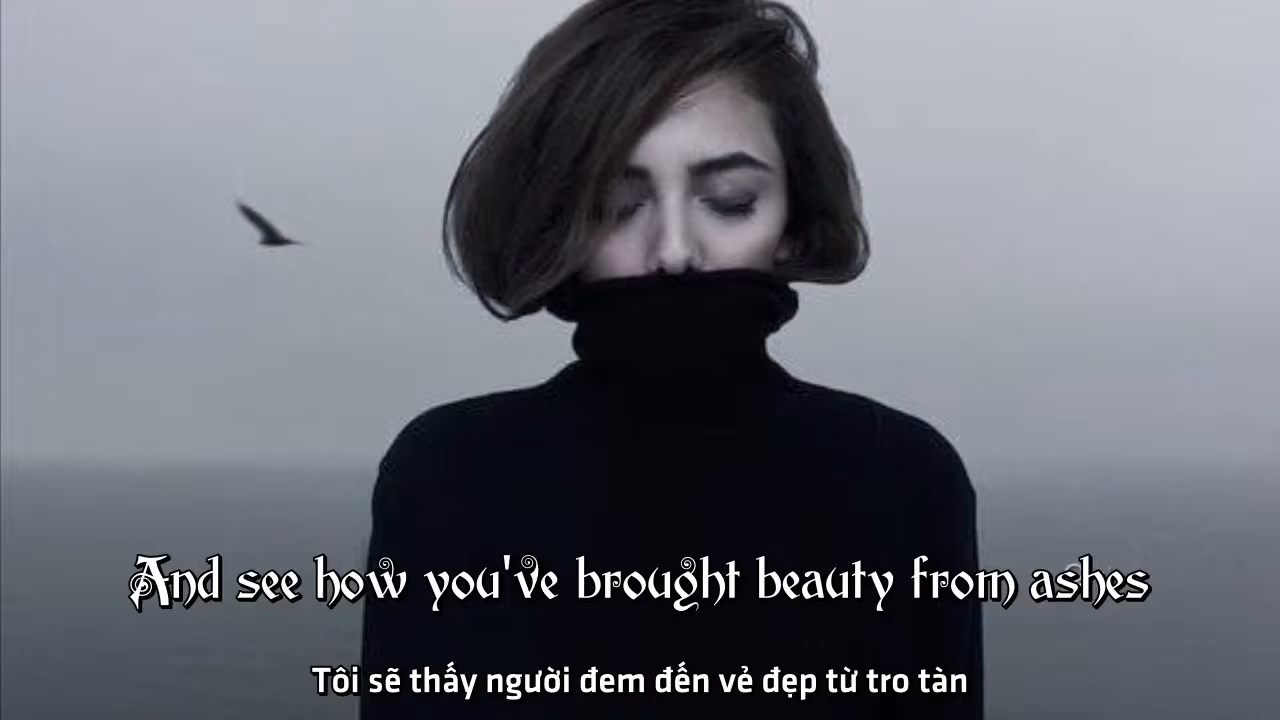 And see how you've brought beauty from ashes
Tôi sẽ thấy người đem đến vẻ đẹp từ tro tàn